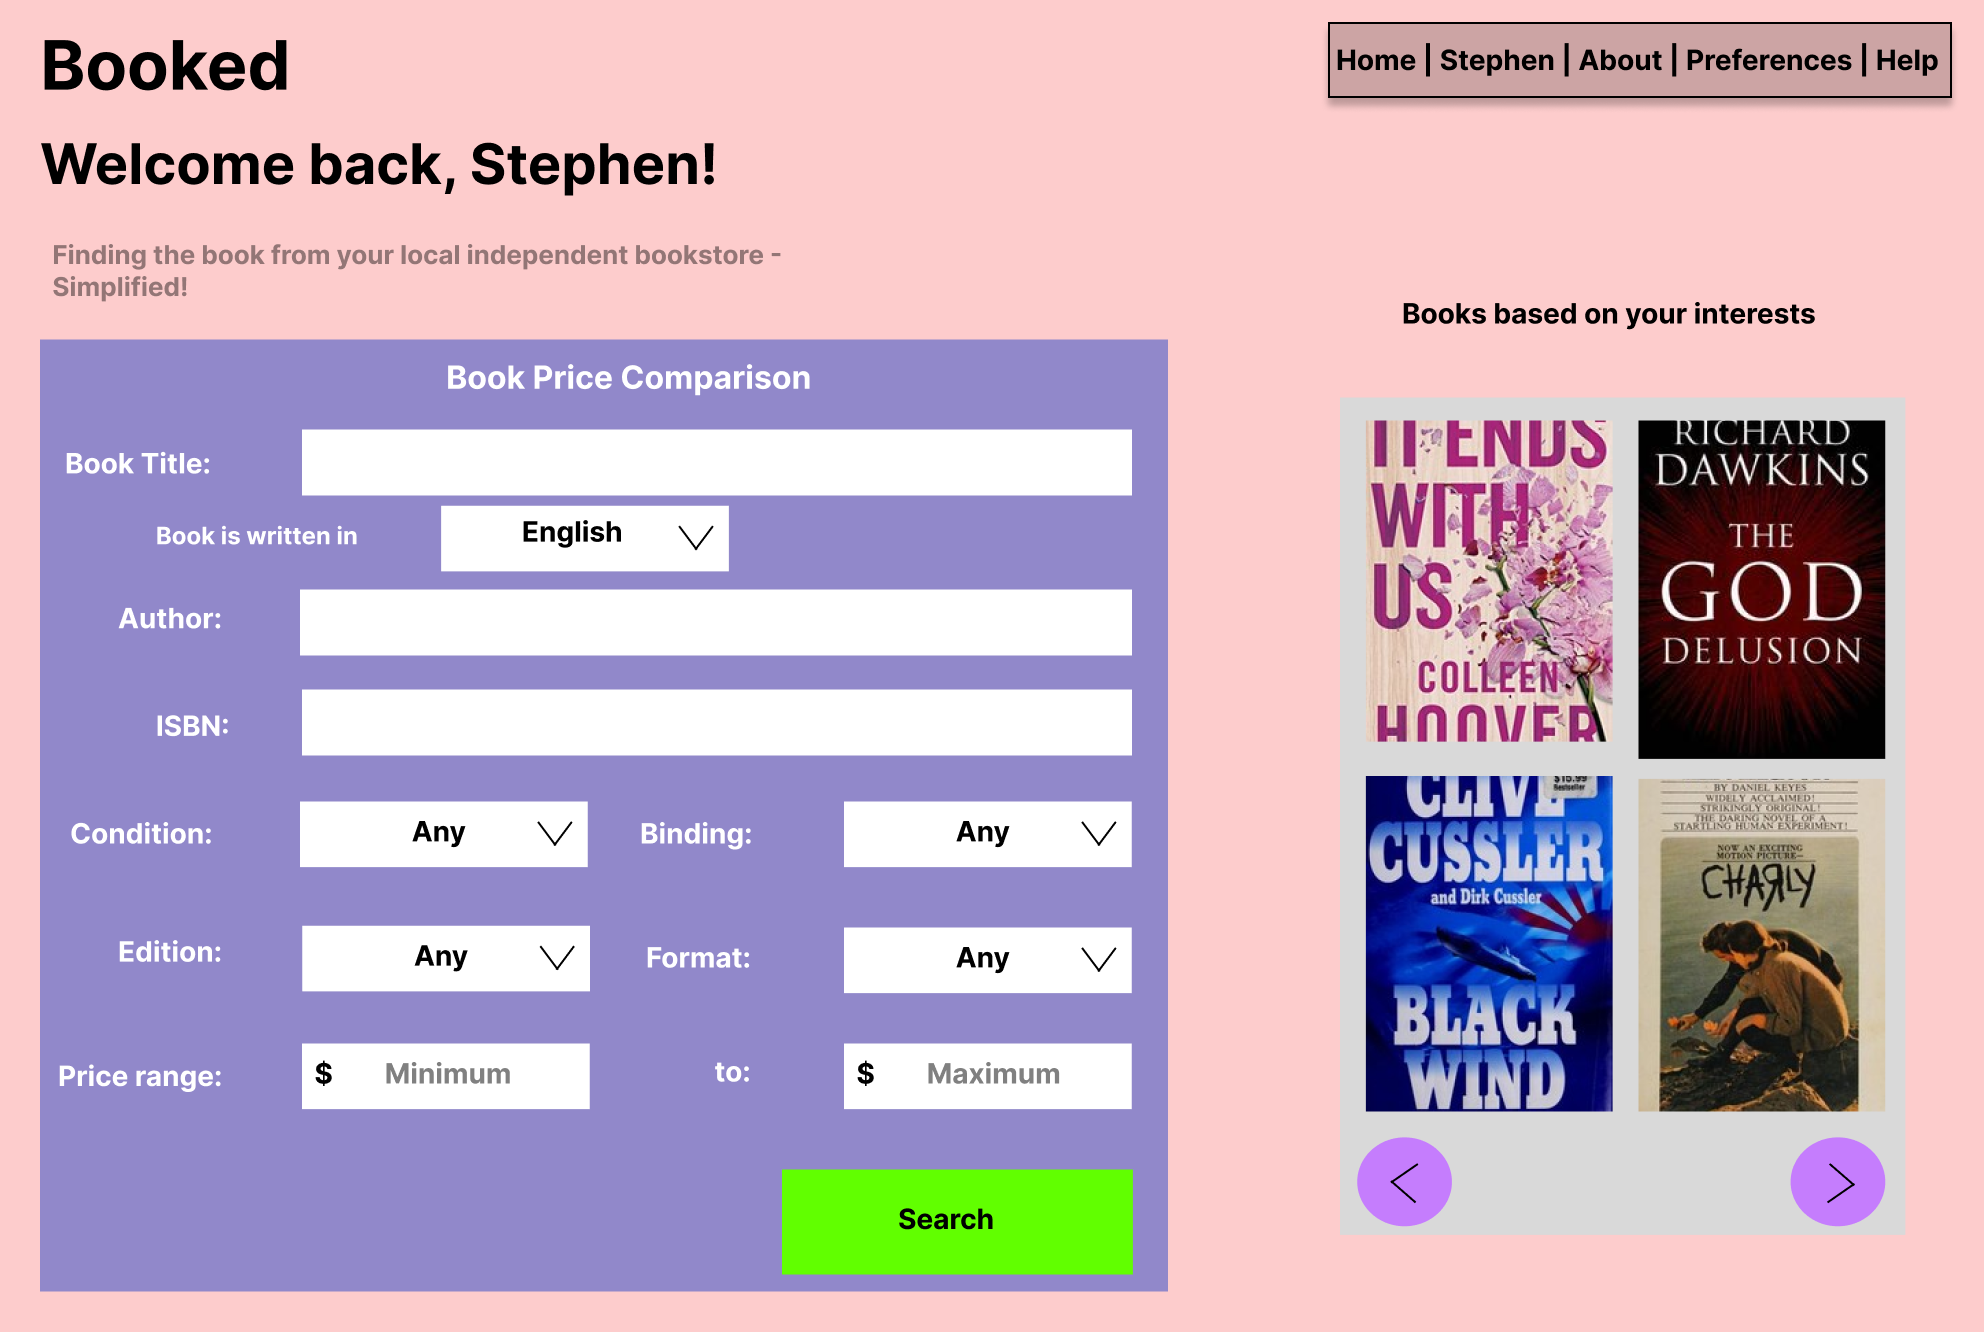 Booked
Home | Stephen | About | Preferences | Help
Welcome back, Stephen!
Finding the book from your local independent bookstore -
Simplified!
Book Price Comparison
Book Title:
Book is written in
English
Author:
ISBN:
Condition:
Any
Binding:
Any
Edition:
Any
Format:
Any
Price range:
$ Minimum
to:
$ Maximum
Search
Books based on your interests
IT ENDS
WITH
US
COLLEEN
HOOVER
RICHARD
DAWKINS
THE
GOD
DELUSION
$15.99
Bestseller
CLIVE
CUSSLER
and Dirk Cussler
BLACK
WIND
BY DANIEL KEYES
WIDELY ACCLAIMED!
STRIKINGLY ORIGINAL!
THE DARING NOVEL OF A
STARTLING HUMAN EXPERIMENT!
NOW AN EXCITING
MOTION PICTURE—
CHARLY